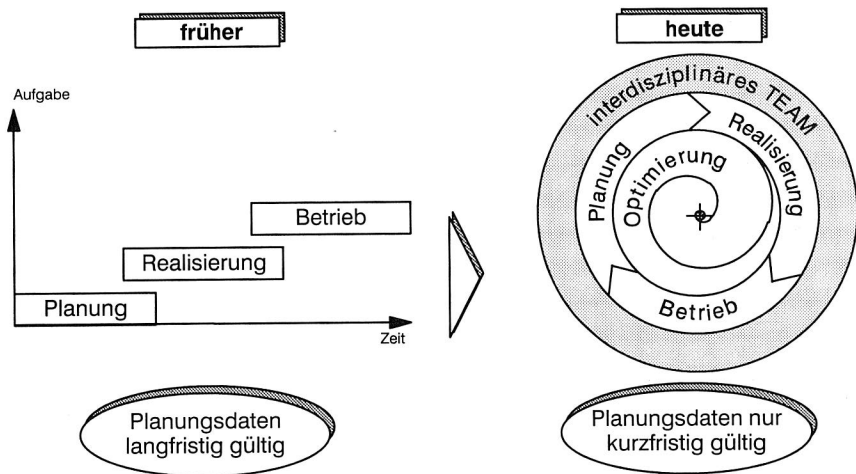 früher
Aufgabe
Betrieb
Realisierung
Planung
Zeit
Planungsdaten
langfristig gültig
heute
interdisziplinäres TEAM
Planung
Realisierung
Optimierung
Betrieb
Planungsdaten nur
kurzfristig gültig